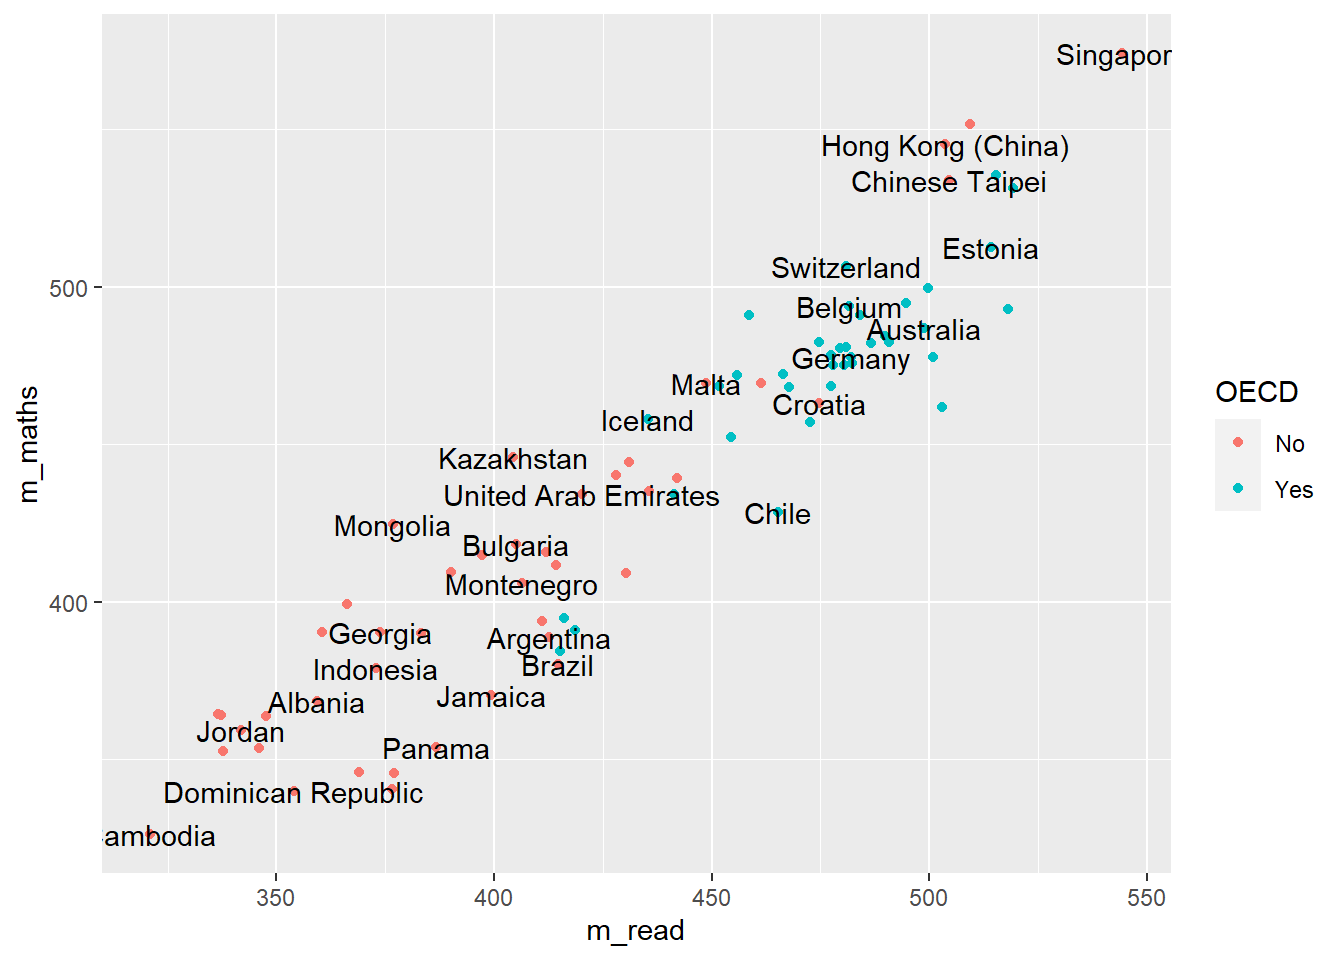 Singapor
Hong Kong (China)
Chinese Taipei
Estonia
Switzerland
500
Belgium
Australia
Germany
Malta
Croatia
Iceland
OECD
m_maths
No
Kazakhstan
Yes
United Arab Emirates
Chile
Mongolia
Bulgaria
Montenegro
400
Georgia
Argentina
Brazil
Indonesia
Jamaica
Albania
Jordan
Panama
Dominican Republic
ambodia
350 400 450 500 550
m_read